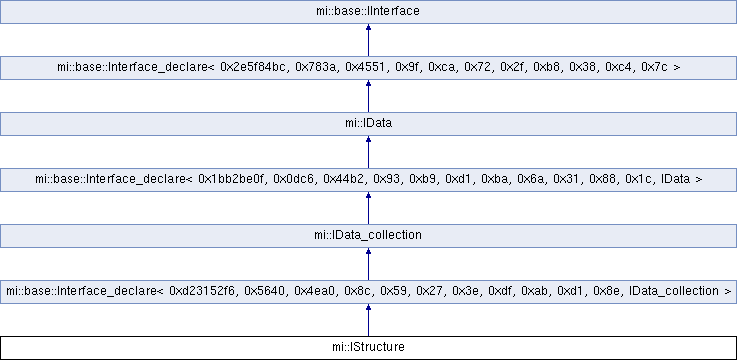 mi::base::IInterface
mi::base::Interface_declare< 0x2e5f84bc, 0x783a, 0x4551, 0x9f, 0xca, 0x72, 0x2f, 0xb8, 0x38, 0xc4, 0x7c >
mi::IData
mi::base::Interface_declare< 0x1bb2be0f, 0x0dc6, 0x44b2, 0x93, 0xb9, 0xd1, 0xba, 0x6a, 0x31, 0x88, 0x1c, IData >
mi::IData_collection
mi::base::Interface_declare< 0xd23152f6, 0x5640, 0x4ea0, 0x8c, 0x59, 0x27, 0x3e, 0xdf, 0xab, 0xd1, 0x8e, IData_collection >
mi::IStructure